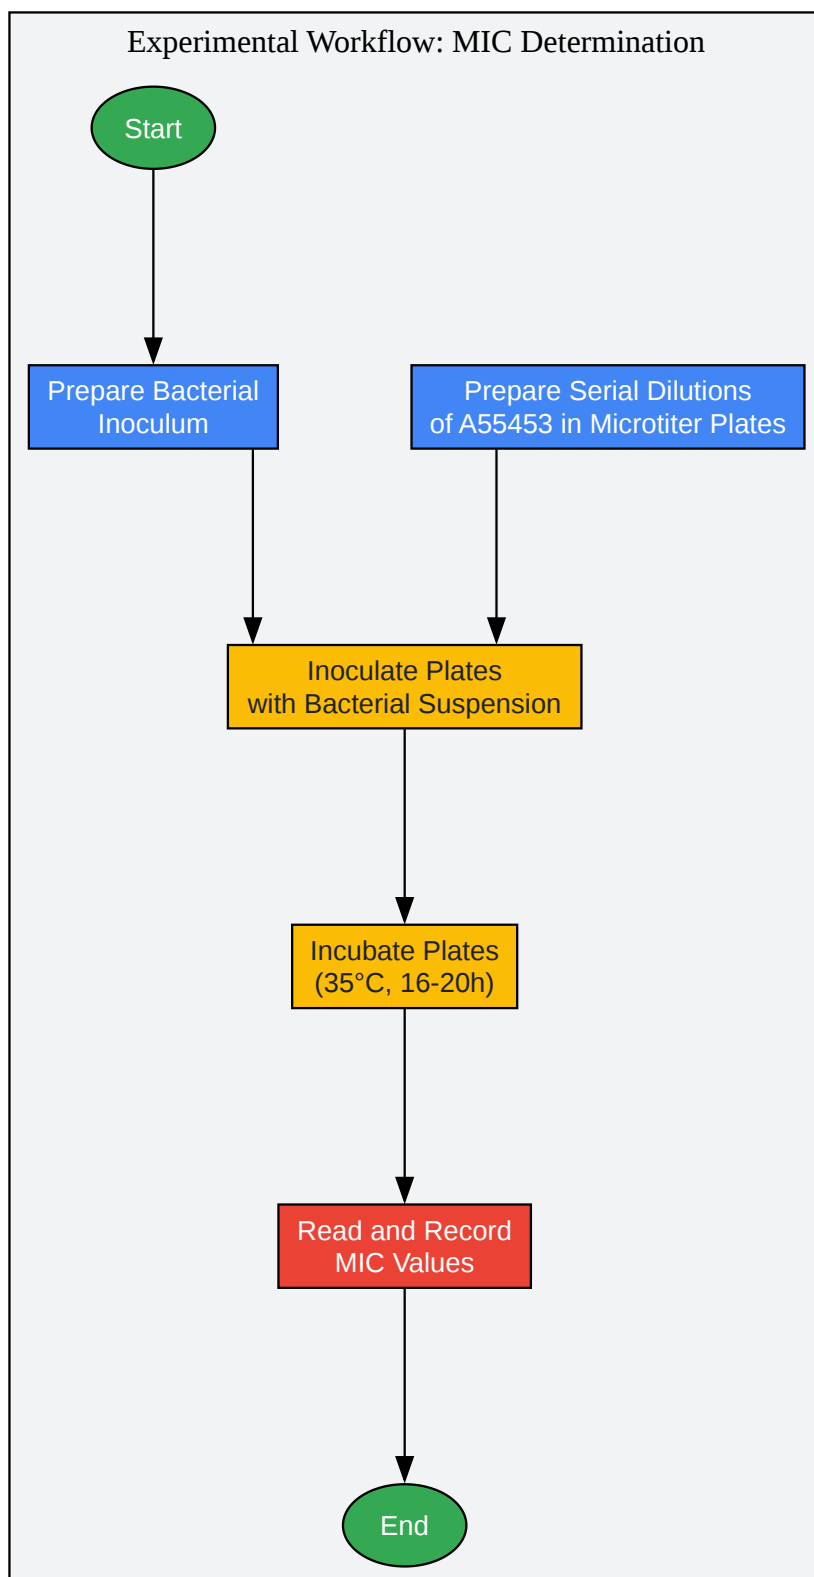 Experimental Workflow: MIC Determination
Start
Prepare Bacterial
Inoculum
Prepare Serial Dilutions
of A55453 in Microtiter Plates
Inoculate Plates
with Bacterial Suspension
Incubate Plates
(35°C, 16-20h)
Read and Record
MIC Values
End